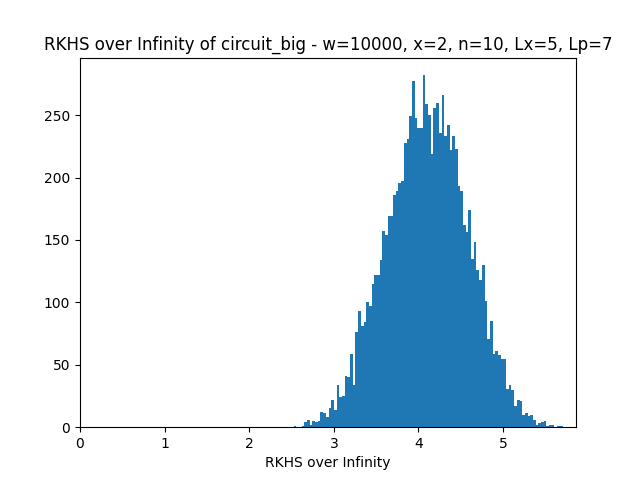 RKHS over Infinity of circuit_big - w=10000, x=2, n=10, Lx=5, Lp=7
250
200
150
100
50
0
0 1 2 3 4 5
RKHS over Infinity